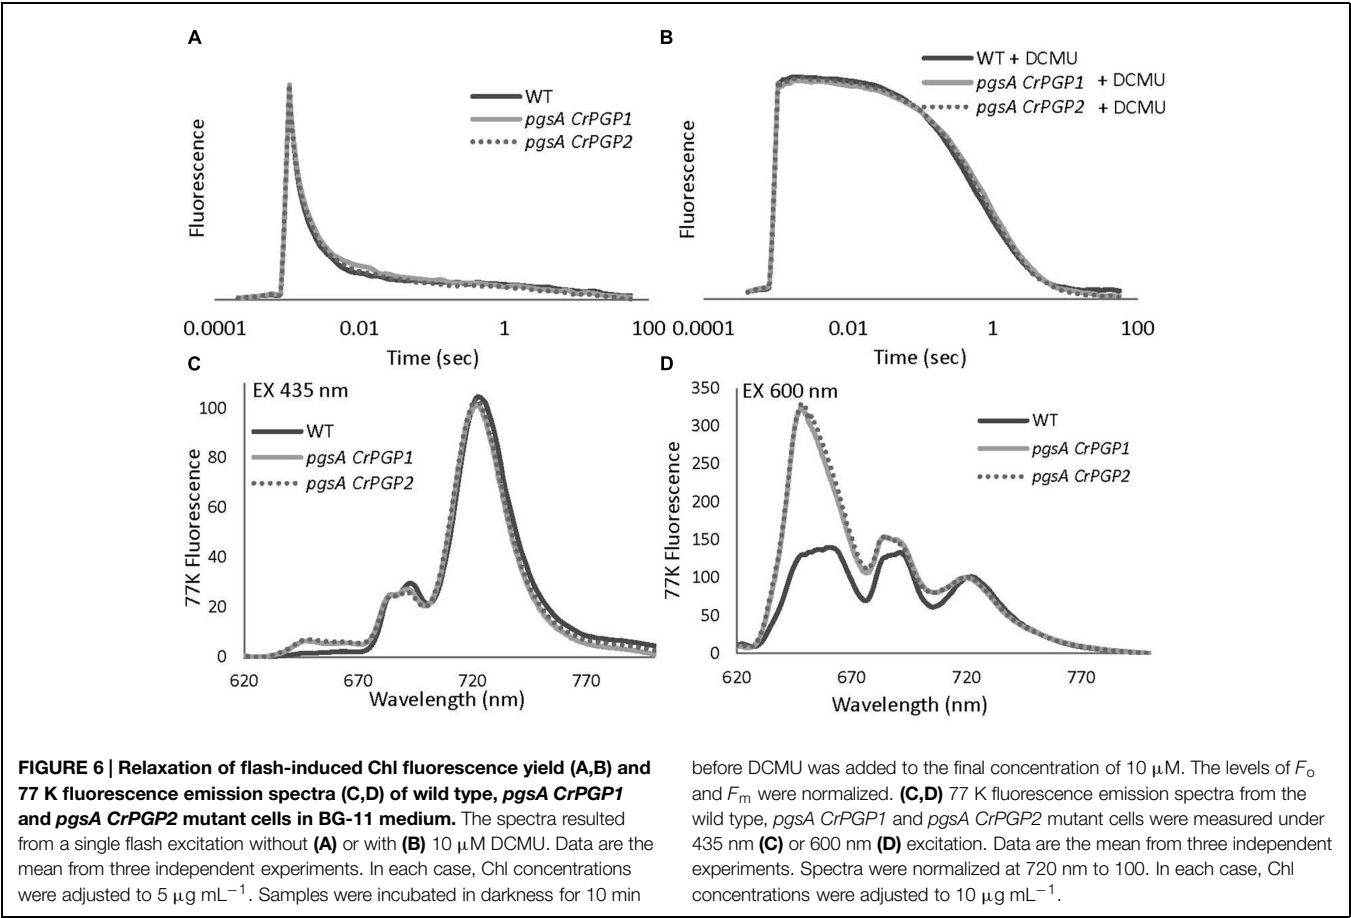 A
WT
pgsA CrPGP1
pgsA CrPGP2
Fluorescence
0.0001
0.01
1
100
Time (sec)
B
WT + DCMU
pgsA CrPGP1 + DCMU
pgsA CrPGP2 + DCMU
Fluorescence
0.0001
0.01
1
100
Time (sec)
C
EX 435 nm
WT
pgsA CrPGP1
pgsA CrPGP2
77K Fluorescence
100
80
60
40
20
0
620
670
720
770
Wavelength (nm)
D
EX 600 nm
WT
pgsA CrPGP1
pgsA CrPGP2
77K Fluorescence
350
300
250
200
150
100
50
0
620
670
720
770
Wavelength (nm)
FIGURE 6 | Relaxation of flash-induced Chl fluorescence yield (A,B) and
77 K fluorescence emission spectra (C,D) of wild type, pgsA CrPGP1
and pgsA CrPGP2 mutant cells in BG-11 medium. The spectra resulted
from a single flash excitation without (A) or with (B) 10 μM DCMU. Data are the
mean from three independent experiments. In each case, Chl concentrations
were adjusted to 5 μg mL⁻¹. Samples were incubated in darkness for 10 min
before DCMU was added to the final concentration of 10 μM. The levels of Fₒ
and Fₘ were normalized. (C,D) 77 K fluorescence emission spectra from the
wild type, pgsA CrPGP1 and pgsA CrPGP2 mutant cells were measured under
435 nm (C) or 600 nm (D) excitation. Data are the mean from three independent
experiments. Spectra were normalized at 720 nm to 100. In each case, Chl
concentrations were adjusted to 10 μg mL⁻¹.